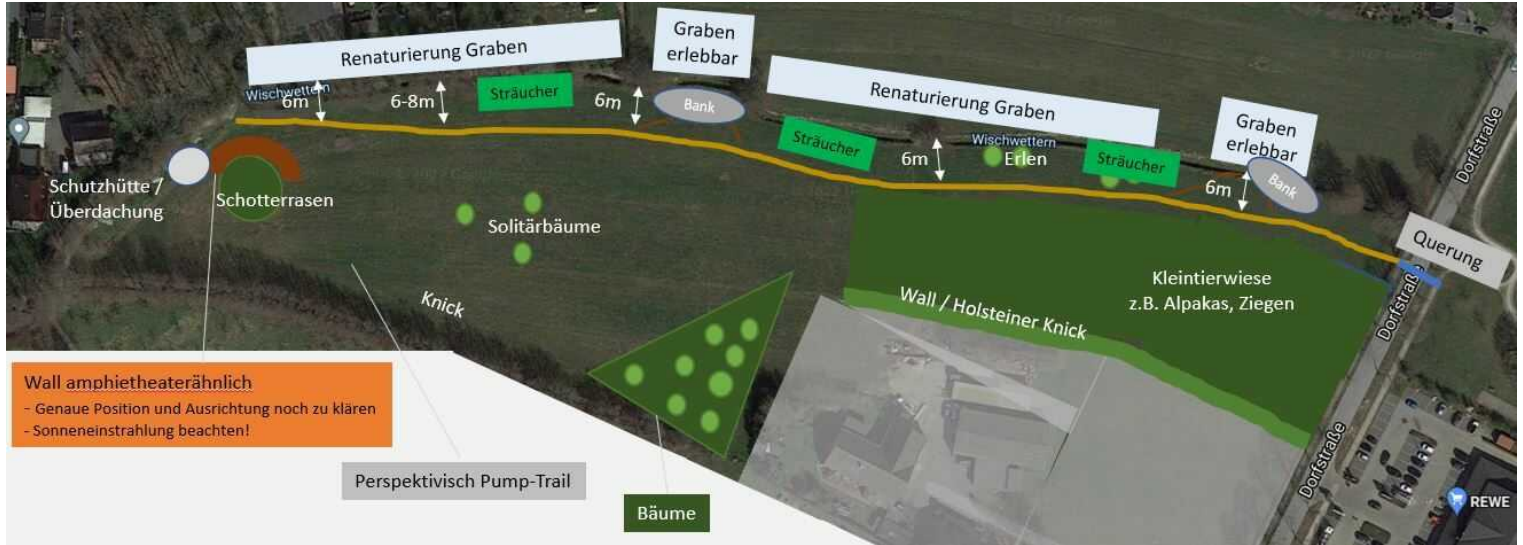 Renaturierung Graben
Graben
erlebbar
Wischwettern
6m
6-8m
Sträucher
6m
Bank
Renaturierung Graben
Sträucher
6m
Wischwettern
Erlen
Sträucher
Graben
erlebbar
6m
Bank
Dorfstraße
Schutzhütte /
Überdachung
Schotterrasen
Solitärbäume
Querung
Kleintierwiese
z.B. Alpakas, Ziegen
Dorfstraße
Knick
Wall / Holsteiner Knick
Wall amphietheaterähnlich
- Genaue Position und Ausrichtung noch zu klären
- Sonneneinstrahlung beachten!
Perspektivisch Pump-Trail
Bäume
Dorfstraße
REWE